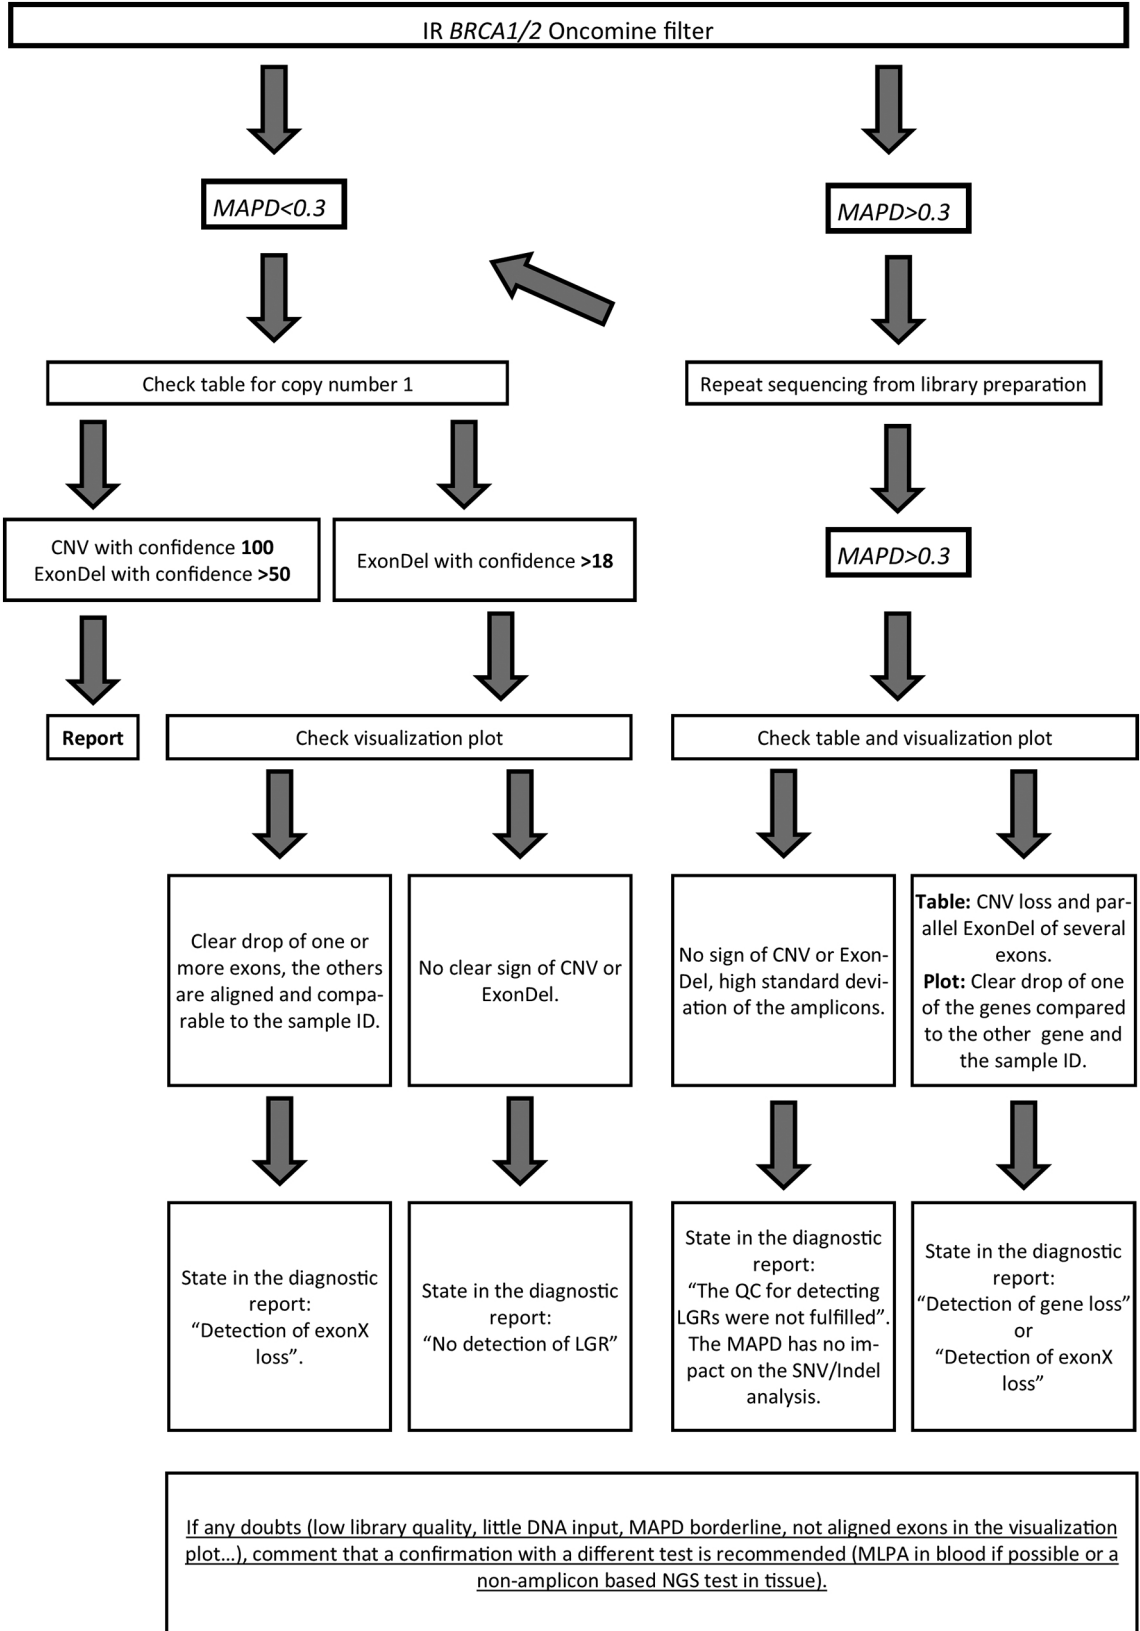 IR BRCA1/2 Oncomine filter
MAPD<0.3
MAPD>0.3
Check table for copy number 1
Repeat sequencing from library preparation
CNV with confidence 100
ExonDel with confidence >50
ExonDel with confidence >18
MAPD>0.3
Report
Check visualization plot
Check table and visualization plot
Clear drop of one or
more exons, the others
are aligned and compa-
rable to the sample ID.
No clear sign of CNV or
ExonDel.
No sign of CNV or Exon-
Del, high standard devi-
ation of the amplicons.
Table: CNV loss and par-
allel ExonDel of several
exons.
Plot: Clear drop of one
of the genes compared
to the other gene and
the sample ID.
State in the diagnostic
report:
“Detection of exonX
loss”.
State in the diagnostic
report:
“No detection of LGR”
State in the diagnostic
report:
“The QC for detecting
LGRs were not fulfilled”.
The MAPD has no im-
pact on the SNV/Indel
analysis.
State in the diagnostic
report:
“Detection of gene loss”
or
“Detection of exonX
loss”
If any doubts (low library quality, little DNA input, MAPD borderline, not aligned exons in the visualization
plot...), comment that a confirmation with a different test is recommended (MLPA in blood if possible or a
non-amplicon based NGS test in tissue).